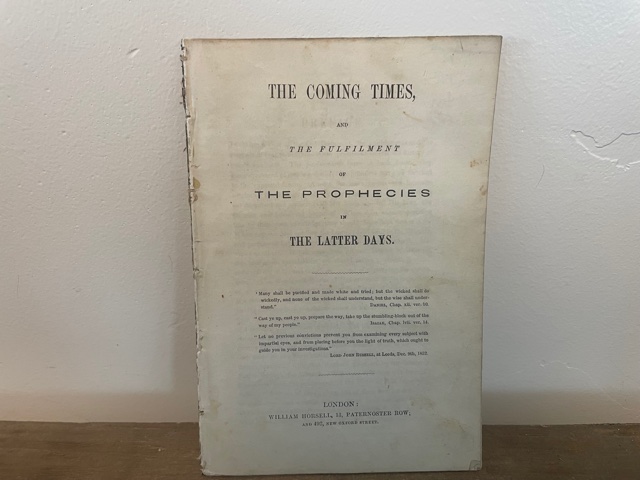 THE COMING TIMES,
AND
THE FULFILMENT
OF
THE PROPHECIES
IN
THE LATTER DAYS.
"Many shall be purified and made white and tried; but the wicked shall do
wickedly, and none of the wicked shall understand, but the wise shall under-
stand." DANIEL, Chap. xii. ver. 10.
"Cast ye up, cast ye up, prepare the way, take up the stumbling-block out of the
way of my people." ISAIAH, Chap. lvii. ver. 14.
"Let no previous convictions prevent you from examining every subject with
impartial eyes, and from placing before you the light of truth, which ought to
guide you in your investigations."
LORD JOHN RUSSELL, at Leeds, Dec.
LONDON:
WILLIAM HORSELL, 13, PATERNOSTER ROW;
AND 492, NEW OXFORD STREET.